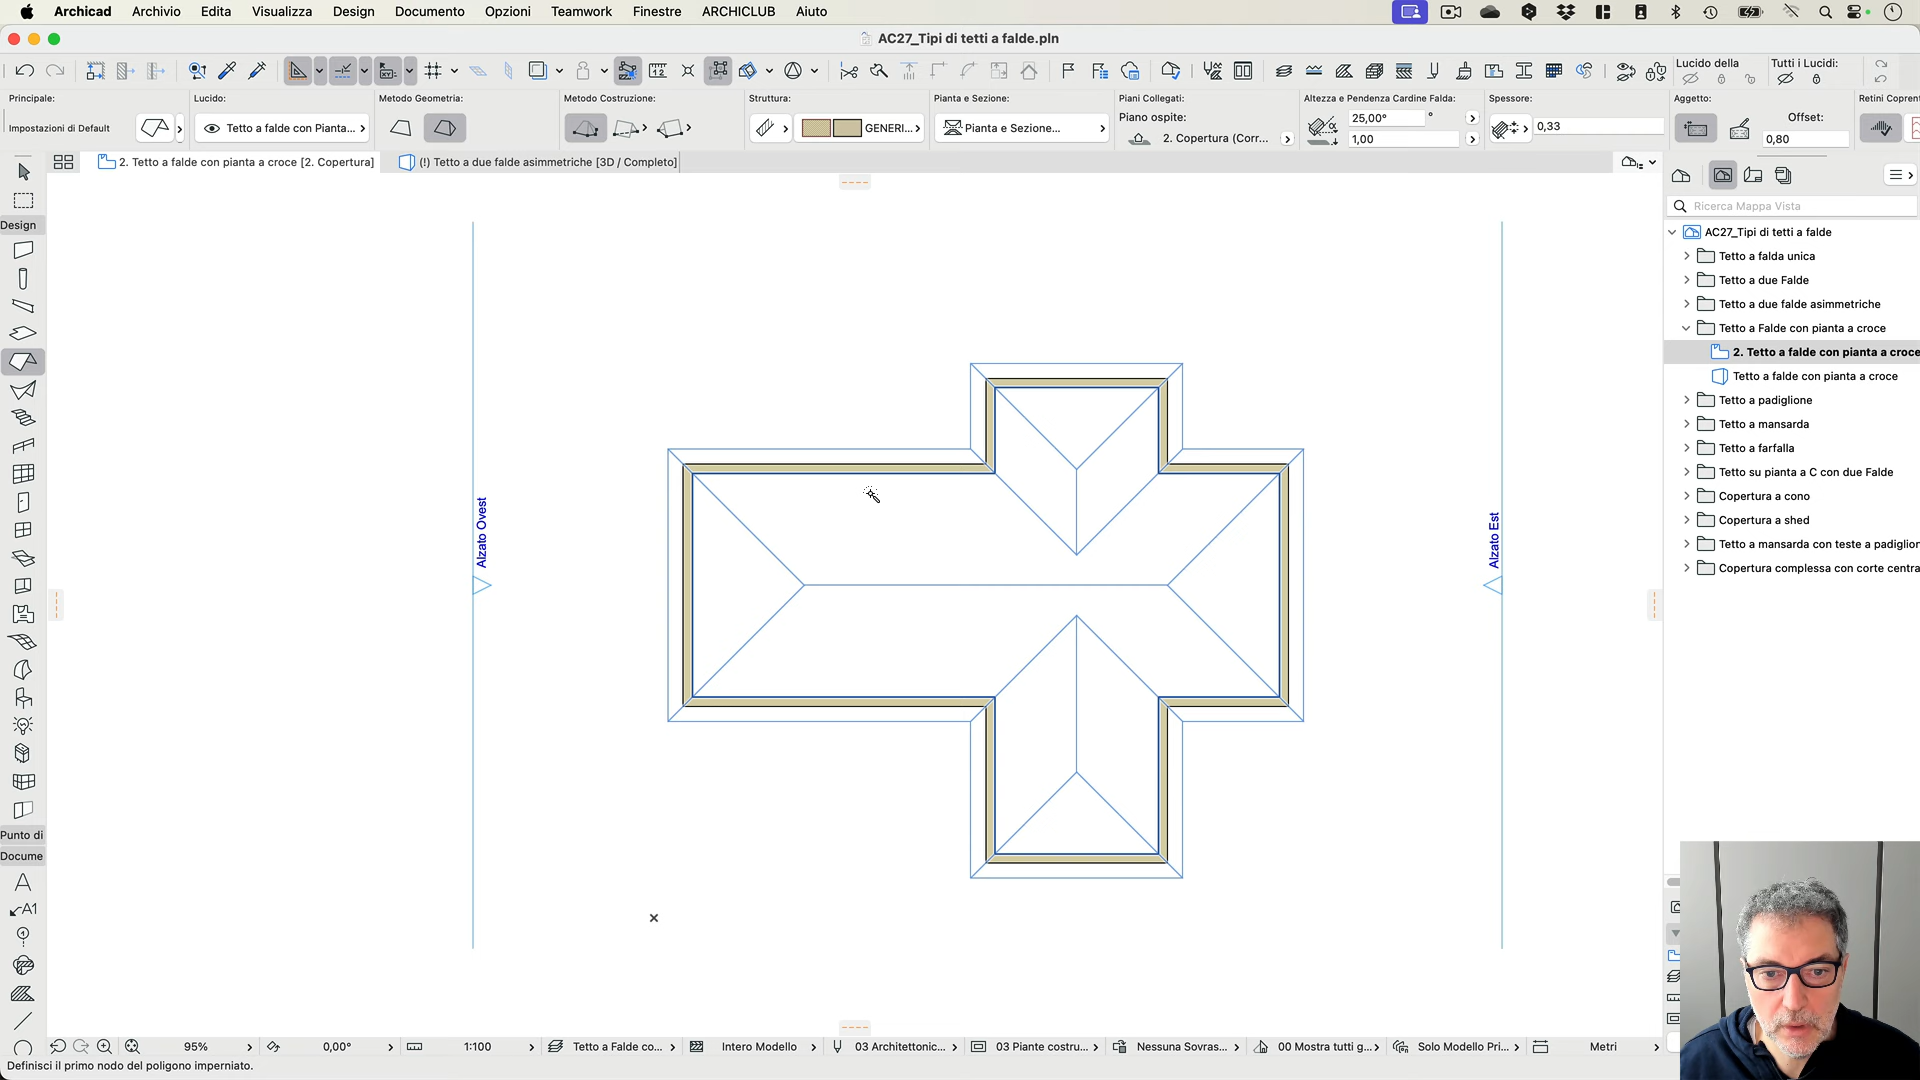 Archicad Archivio Edita Visualizza Design Documento Opzioni Teamwork Finestre ARCHICLUB Aiuto
AC27_Tipi di tetti a falde.pln
Lucido della
Tutti i Lucidi:
Principale:
Impostazioni di Default
Lucido:
Tetto a falde con Pianta...
Metodo Geometria:
Metodo Costruzione:
Struttura:
GENERI...
Pianta e Sezione:
Pianta e Sezione...
Piani Collegati:
Piano ospite:
2. Copertura (Corr...
Altezza e Pendenza Cardine Falda:
25,00°
°
1,00
Spessore:
0,33
Aggetto:
Offset:
0,80
Retini Coprent
2. Tetto a falde con pianta a croce [2. Copertura]
(!) Tetto a due falde asimmetriche [3D / Completo]
Design
Punto di
Docume
A
A1
Alzato Ovest
Alzato Est
Ricerca Mappa Vista
AC27_Tipi di tetti a falde
Tetto a falda unica
Tetto a due Falde
Tetto a due falde asimmetriche
Tetto a Falde con pianta a croce
2. Tetto a falde con pianta a croce
Tetto a falde con pianta a croce
Tetto a padiglione
Tetto a mansarda
Tetto a farfalla
Tetto su pianta a C con due Falde
Copertura a cono
Copertura a shed
Tetto a mansarda con teste a padiglion
Copertura complessa con corte centra
95%
0,00°
1:100
Tetto a Falde co...
Intero Modello
03 Architettonic...
03 Piante costru...
Nessuna Sovras...
00 Mostra tutti g...
Solo Modello Pri...
Metri
Definisci il primo nodo del poligono imperniato.